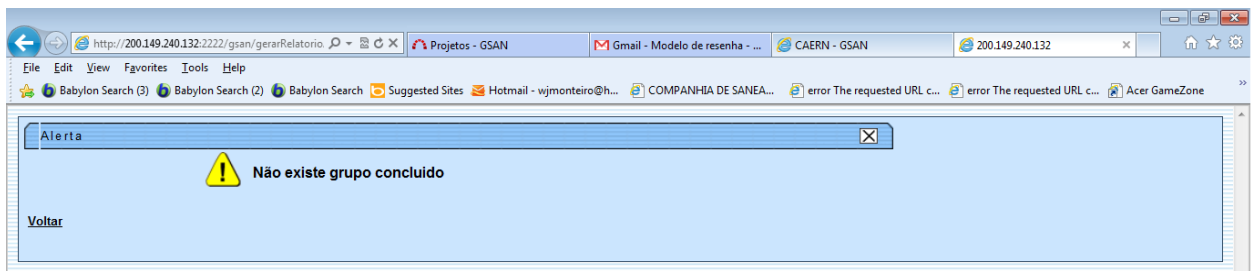 http://200.149.240.132:2222/gsan/gerarRelatorio.
Projetos - GSAN
Gmail - Modelo de resenha - ...
CAERN - GSAN
200.149.240.132
File Edit View Favorites Tools Help
Babylon Search (3) Babylon Search (2) Babylon Search Suggested Sites Hotmail - wjmonteiro@h... COMPANHIA DE SANEA... error The requested URL c... error The requested URL c... Acer GameZone
Alerta
Não existe grupo concluido
Voltar